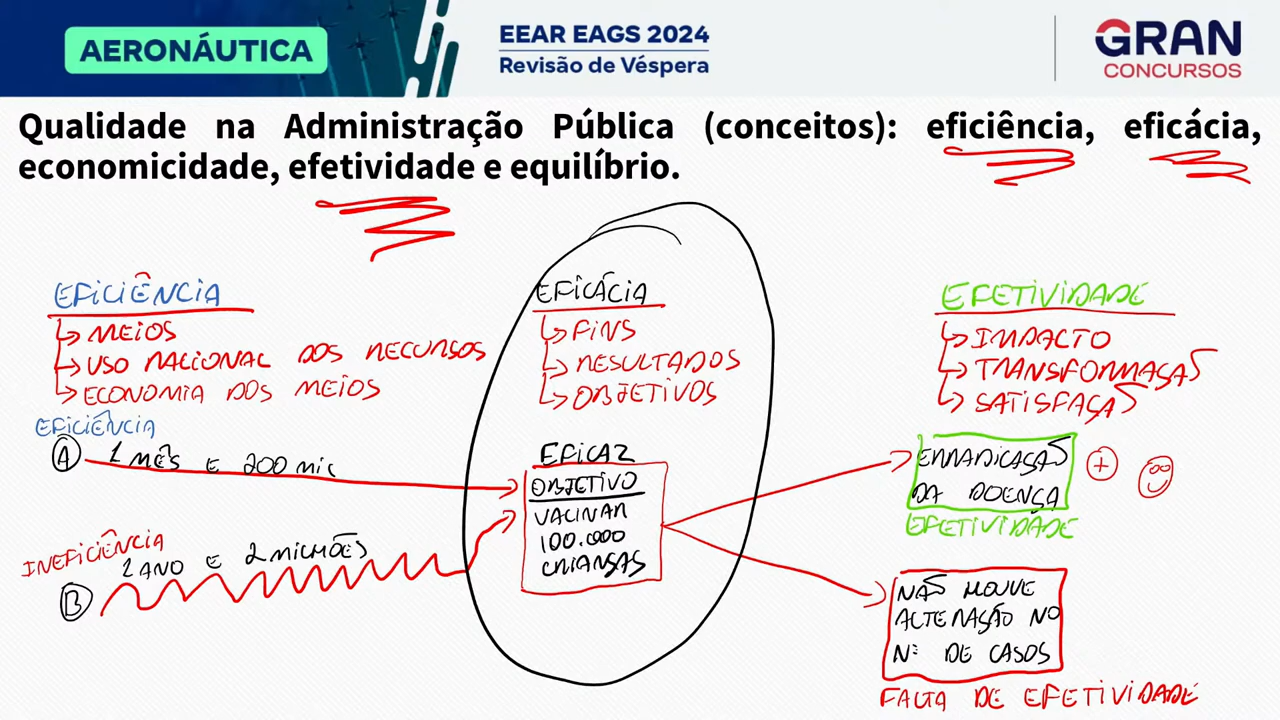 AERONÁUTICA
EEAR EAGS 2024
Revisão de Véspera
GRAN
CONCURSOS
Qualidade na Administração Pública (conceitos): eficiência, eficácia,
economicidade, efetividade e equilíbrio.
EFICIÊNCIA
MEIOS
USO RACIONAL DOS RECURSOS
ECONOMIA DOS MEIOS
EFICÁCIA
FINS
RESULTADOS
OBJETIVOS
EFETIVIDADE
IMPACTO
TRANSFORMAÇÃO
SATISFAÇÃO
EFICIÊNCIA
A 1 MÊS E 200 MIL
INEFICIÊNCIA
B 1 ANO E 2 MILHÕES
EFICAZ
OBJETIVO
VACINAR
100.000
CRIANÇAS
ERRADICAÇÃO
DA DOENÇA
+
EFETIVIDADE
NÃO HOUVE
ALTERAÇÃO NO
Nº DE CASOS
FALTA DE EFETIVIDADE